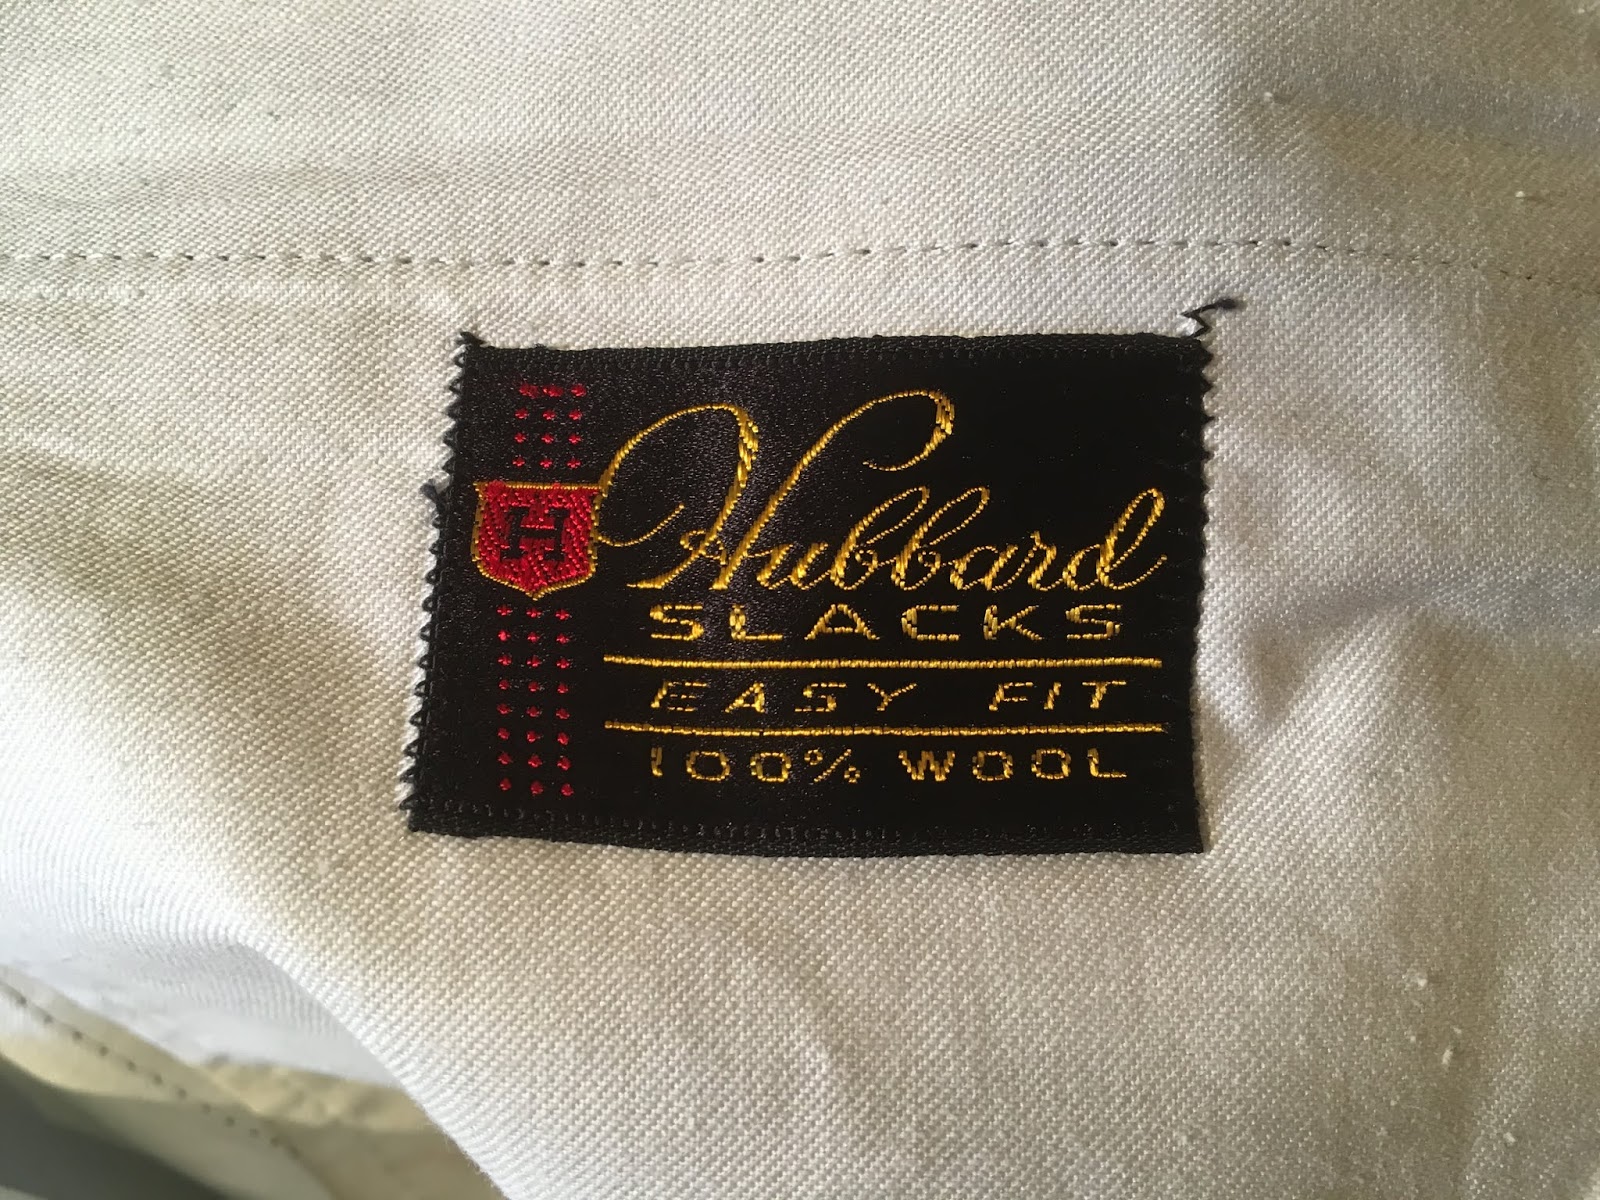 H
Hubbard
SLACKS
EASY FIT
100% WOOL